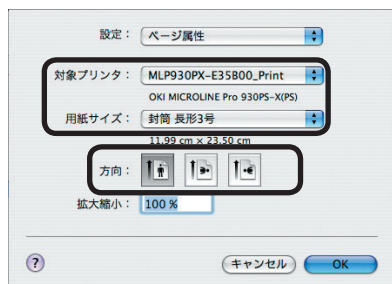 設定： ページ属性
対象プリンタ： MLP930PX-E35B00_Print
OKI MICROLINE Pro 930PS-X(PS)
用紙サイズ： 封筒 長形3号
11.99 cm × 23.50 cm
方向：
拡大縮小： 100 %
? キャンセル OK